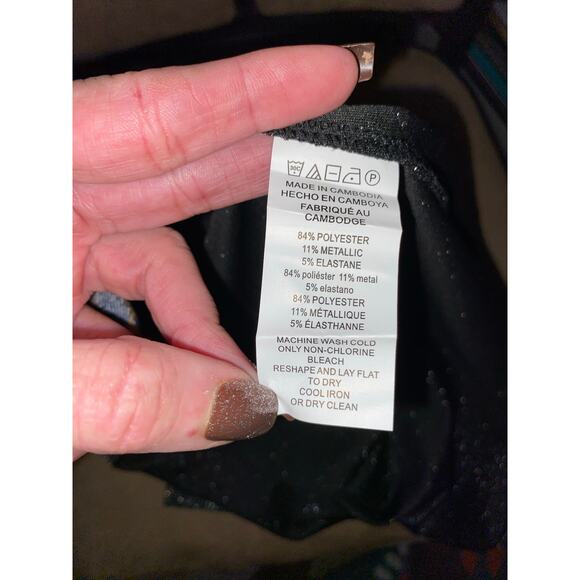 30C P
MADE IN CAMBODIA
HECHO EN CAMBOYA
FABRIQUÉ AU
CAMBODGE
84% POLYESTER
11% METALLIC
5% ELASTANE
84% poliéster 11% metal
5% elastano
84% POLYESTER
11% MÉTALLIQUE
5% ÉLASTHANNE
MACHINE WASH COLD
ONLY NON-CHLORINE
BLEACH
RESHAPE AND LAY FLAT
TO DRY
COOL IRON
OR DRY CLEAN